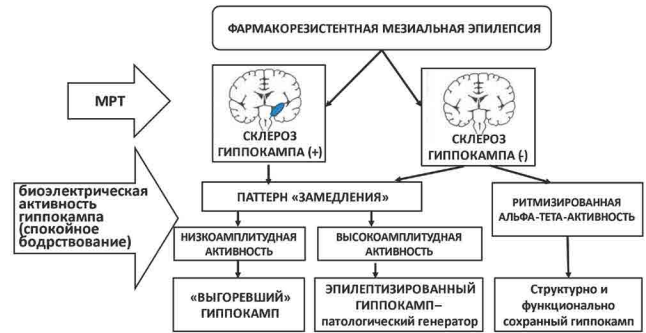 ФАРМАКОРЕЗИСТЕНТНАЯ МЕЗИАЛЬНАЯ ЭПИЛЕПСИЯ
МРТ
СКЛЕРОЗ
ГИППОКАМПА (+)
СКЛЕРОЗ
ГИППОКАМПА (-)
биоэлектрическая
активность
гиппокампа
(спокойное
бодрствование)
ПАТТЕРН «ЗАМЕДЛЕНИЯ»
РИТМИЗИРОВАННАЯ
АЛЬФА-ТЕТА-АКТИВНОСТЬ
НИЗКОАМПЛИТУДНАЯ
АКТИВНОСТЬ
ВЫСОКОАМПЛИТУДНАЯ
АКТИВНОСТЬ
«ВЫГОРЕВШИЙ»
ГИППОКАМП
ЭПИЛЕПТИЗИРОВАННЫЙ
ГИППОКАМП–
патологический генератор
Структурно и
функционально
сохранный гиппокамп